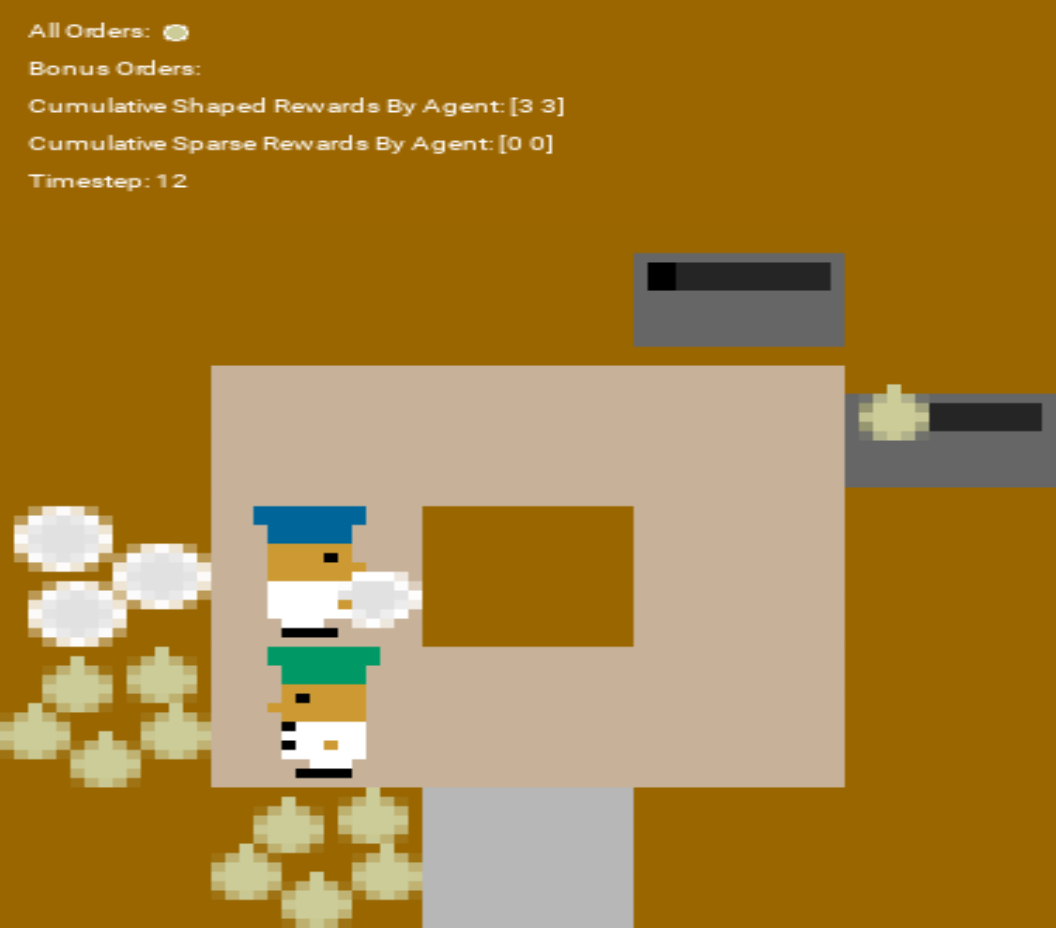 All Orders:
Bonus Orders:
Cumulative Shaped Rewards By Agent: [3 3]
Cumulative Sparse Rewards By Agent: [0 0]
Timestep: 12